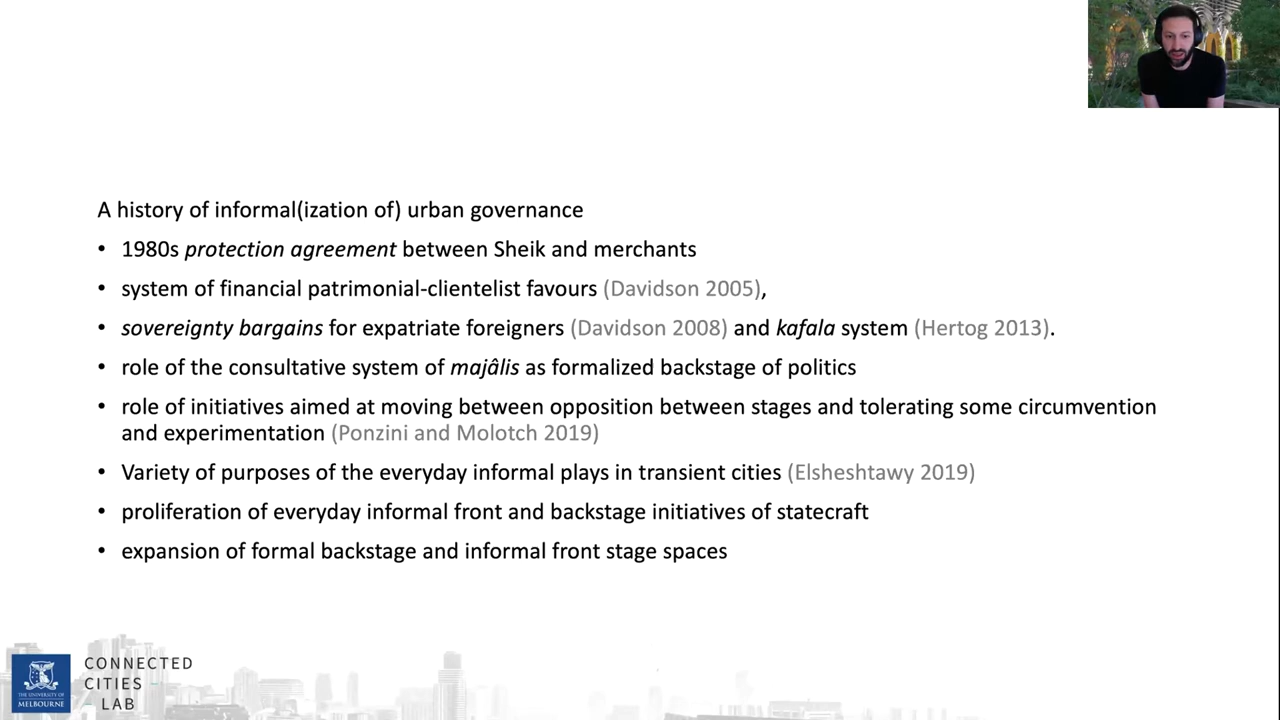 A history of informal(ization of) urban governance
• 1980s protection agreement between Sheik and merchants
• system of financial patrimonial-clientelist favours (Davidson 2005),
• sovereignty bargains for expatriate foreigners (Davidson 2008) and kafala system (Hertog 2013).
• role of the consultative system of majâlis as formalized backstage of politics
• role of initiatives aimed at moving between opposition between stages and tolerating some circumvention
and experimentation (Ponzini and Molotch 2019)
• Variety of purposes of the everyday informal plays in transient cities (Elsheshtawy 2019)
• proliferation of everyday informal front and backstage initiatives of statecraft
• expansion of formal backstage and informal front stage spaces
THE UNIVERSITY OF
MELBOURNE
CONNECTED
CITIES
LAB